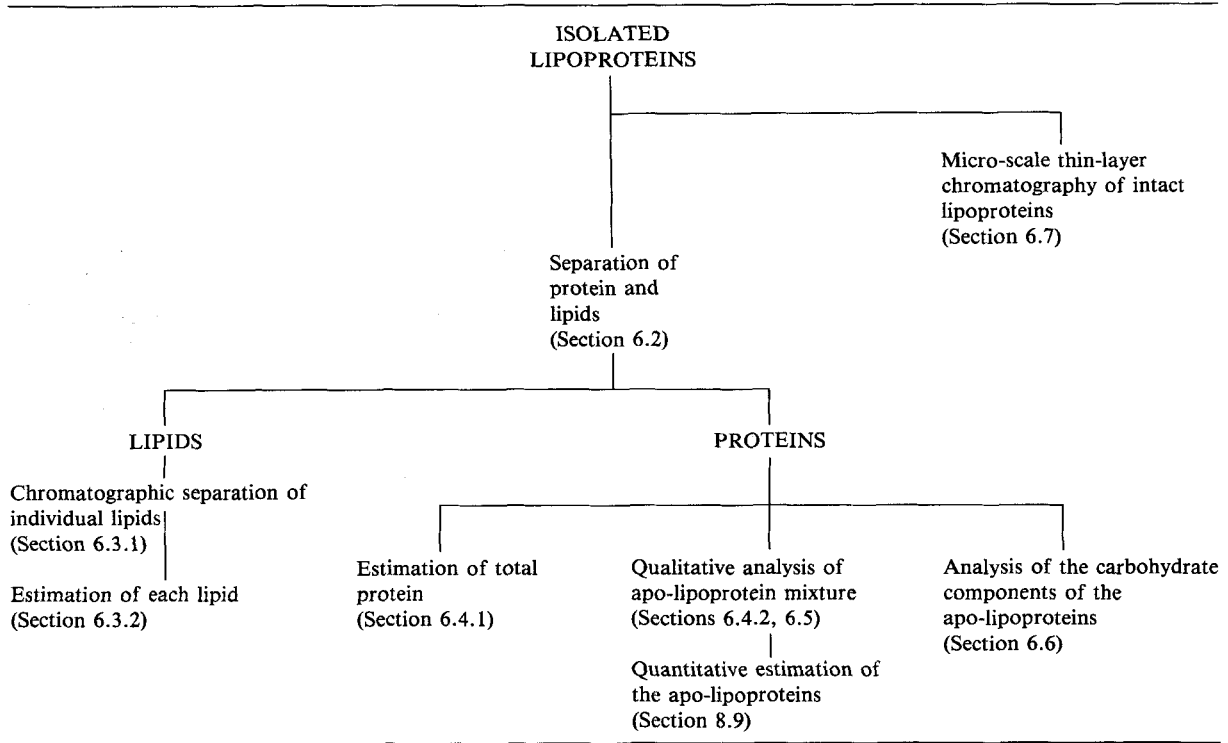 ISOLATED
LIPOPROTEINS
Micro-scale thin-layer
chromatography of intact
lipoproteins
(Section 6.7)
Separation of
protein and
lipids
(Section 6.2)
LIPIDS
Chromatographic separation of
individual lipids
(Section 6.3.1)
Estimation of each lipid
(Section 6.3.2)
PROTEINS
Estimation of total
protein
(Section 6.4.1)
Qualitative analysis of
apo-lipoprotein mixture
(Sections 6.4.2, 6.5)
Quantitative estimation of
the apo-lipoproteins
(Section 8.9)
Analysis of the carbohydrate
components of the
apo-lipoproteins
(Section 6.6)